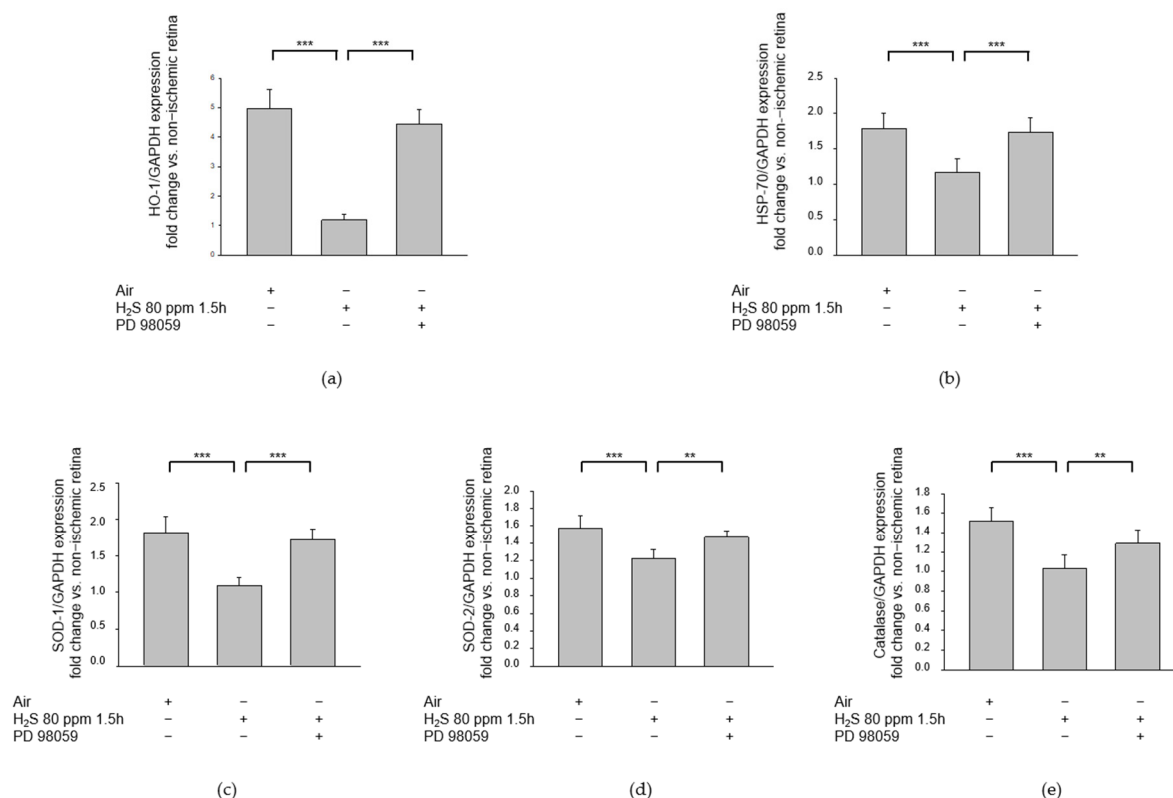 HO-1/GAPDH expression
fold change vs. non−ischemic retina
*** ***
6
5
4
3
2
1
0
Air + − −
H₂S 80 ppm 1.5h − + +
PD 98059 − − +
(a)
HSP-70/GAPDH expression
fold change vs. non−ischemic retina
*** ***
2.5
2.0
1.5
1.0
0.5
0.0
Air + − −
H₂S 80 ppm 1.5h − + +
PD 98059 − − +
(b)
SOD-1/GAPDH expression
fold change vs. non−ischemic retina
*** ***
2.5
2.0
1.5
1.0
0.0
Air + − −
H₂S 80 ppm 1.5h − + +
PD 98059 − − +
(c)
SOD-2/GAPDH expression
fold change vs. non−ischemic retina
*** **
2.0
1.8
1.6
1.4
1.2
1.0
0.8
0.6
0.4
0.2
0.0
Air + − −
H₂S 80 ppm 1.5h − + +
PD 98059 − − +
(d)
Catalase/GAPDH expression
fold change vs. non−ischemic retina
*** **
1.8
1.6
1.4
1.2
1.0
0.8
0.6
0.4
0.2
0.0
Air + − −
H₂S 80 ppm 1.5h − + +
PD 98059 − − +
(e)